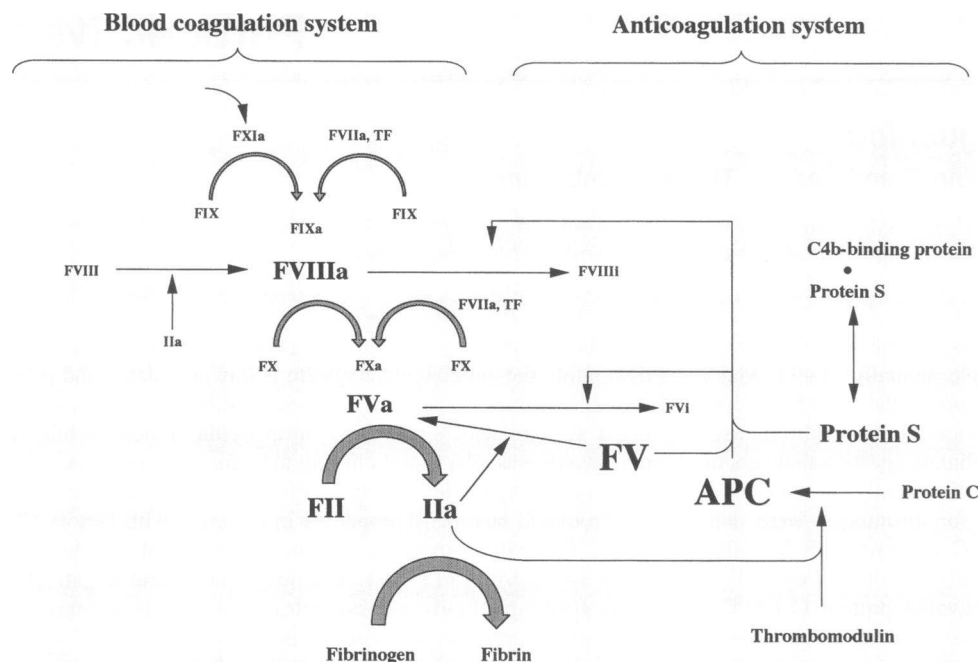 Blood coagulation system
Anticoagulation system
FXIa
FVIIa, TF
FIX
FIXa
FIX
C4b-binding protein
Protein S
FVIII
FVIIIa
FVIIIi
FVIIa, TF
IIa
FX
FXa
FX
FVa
FVi
FV
Protein S
FII
IIa
APC
Protein C
Thrombomodulin
Fibrinogen
Fibrin